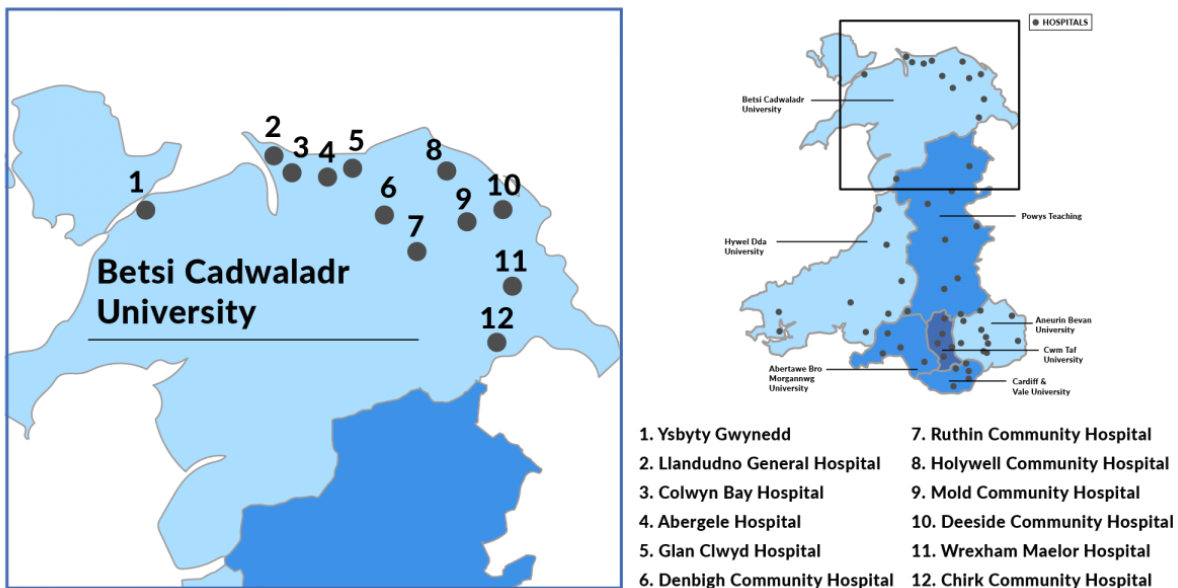 2
3
4
5
8
1
6
7
9
10
11
12
Betsi Cadwaladr
University
HOSPITALS
Betsi Cadwaladr
University
Powys Teaching
Hywel Dda
University
Aneurin Bevan
University
Cwm Taf
University
Abertawe Bro
Morgannwg
University
Cardiff &
Vale University
1. Ysbyty Gwynedd
2. Llandudno General Hospital
3. Colwyn Bay Hospital
4. Abergele Hospital
5. Glan Clwyd Hospital
6. Denbigh Community Hospital
7. Ruthin Community Hospital
8. Holywell Community Hospital
9. Mold Community Hospital
10. Deeside Community Hospital
11. Wrexham Maelor Hospital
12. Chirk Community Hospital